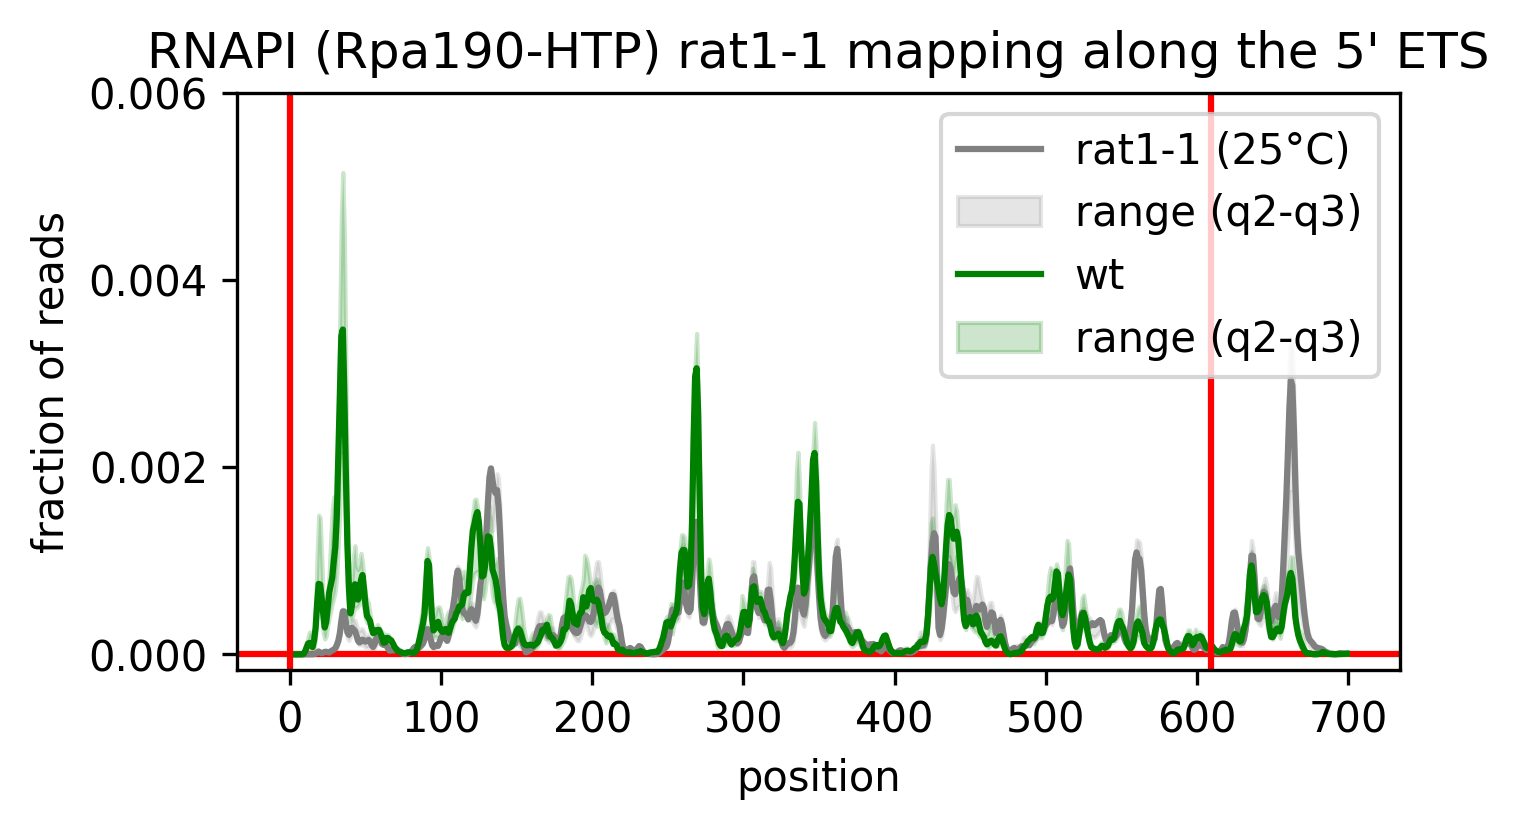 RNAPI (Rpa190-HTP) rat1-1 mapping along the 5' ETS
0.006
0.004
0.002
0.000
fraction of reads
rat1-1 (25°C)
range (q2-q3)
wt
range (q2-q3)
0 100 200 300 400 500 600 700
position